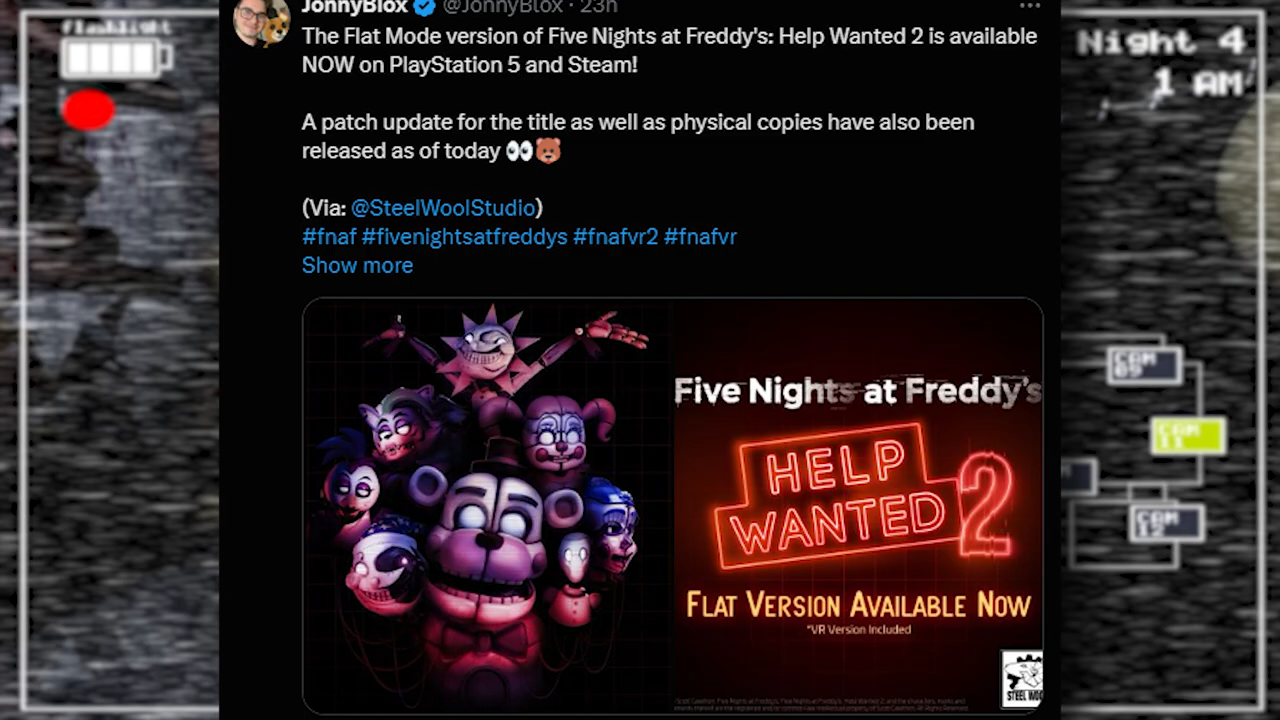 flashlight
JonnyBlox @JonnyBlox · 23h
The Flat Mode version of Five Nights at Freddy's: Help Wanted 2 is available
NOW on PlayStation 5 and Steam!
A patch update for the title as well as physical copies have also been
released as of today 👀🐻
(Via: @SteelWoolStudio)
#fnaf #fivenightsatfreddys #fnafvr2 #fnafvr
Show more
Night 4
1 AM
Five Nights at Freddy's
HELP
WANTED 2
FLAT VERSION AVAILABLE NOW
*VR Version Included
CAM
CAM
11
CAM
12